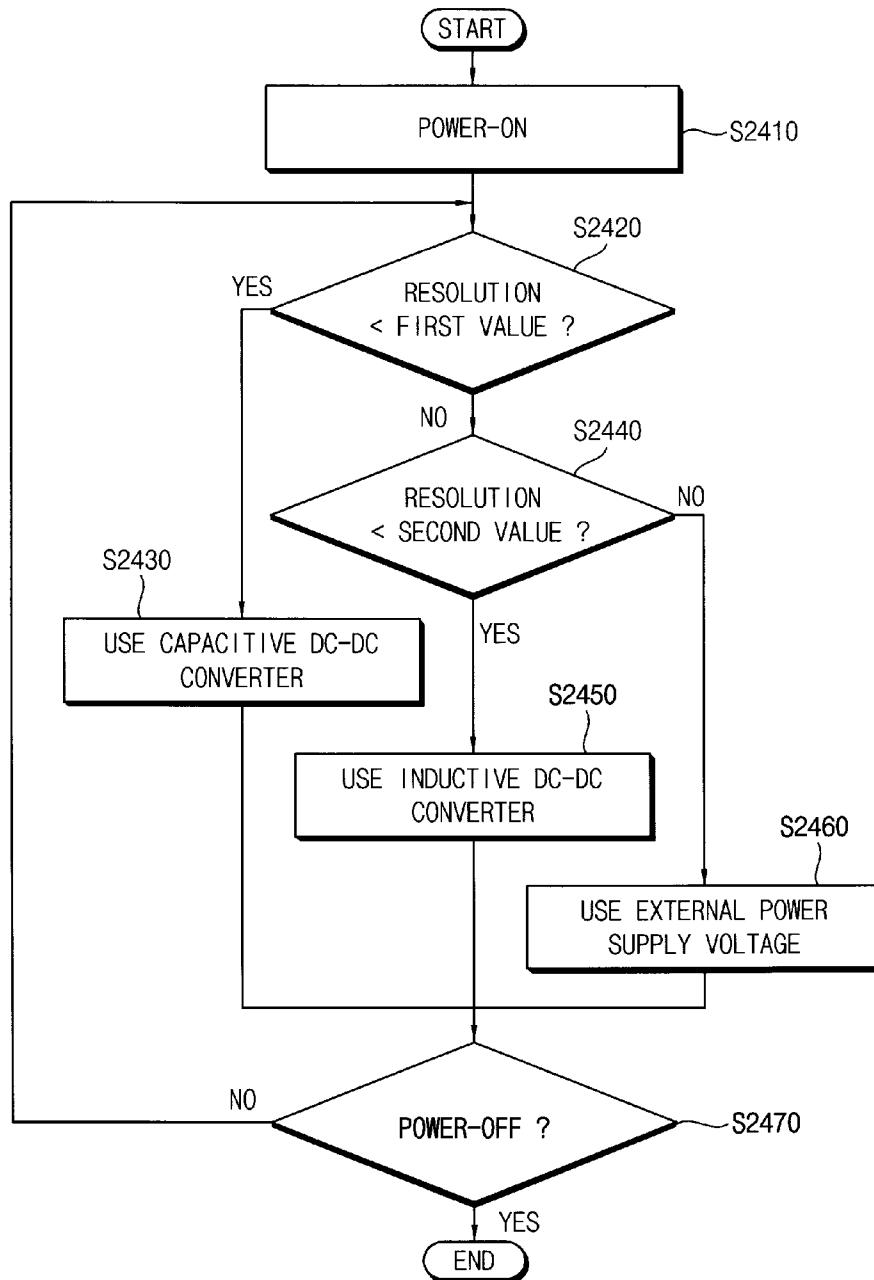 START
POWER-ON
S2410
S2420
YES
RESOLUTION
< FIRST VALUE ?
NO
S2440
RESOLUTION
< SECOND VALUE ?
NO
S2430
YES
USE CAPACITIVE DC-DC
CONVERTER
S2450
USE INDUCTIVE DC-DC
CONVERTER
S2460
USE EXTERNAL POWER
SUPPLY VOLTAGE
NO
POWER-OFF ?
S2470
YES
END